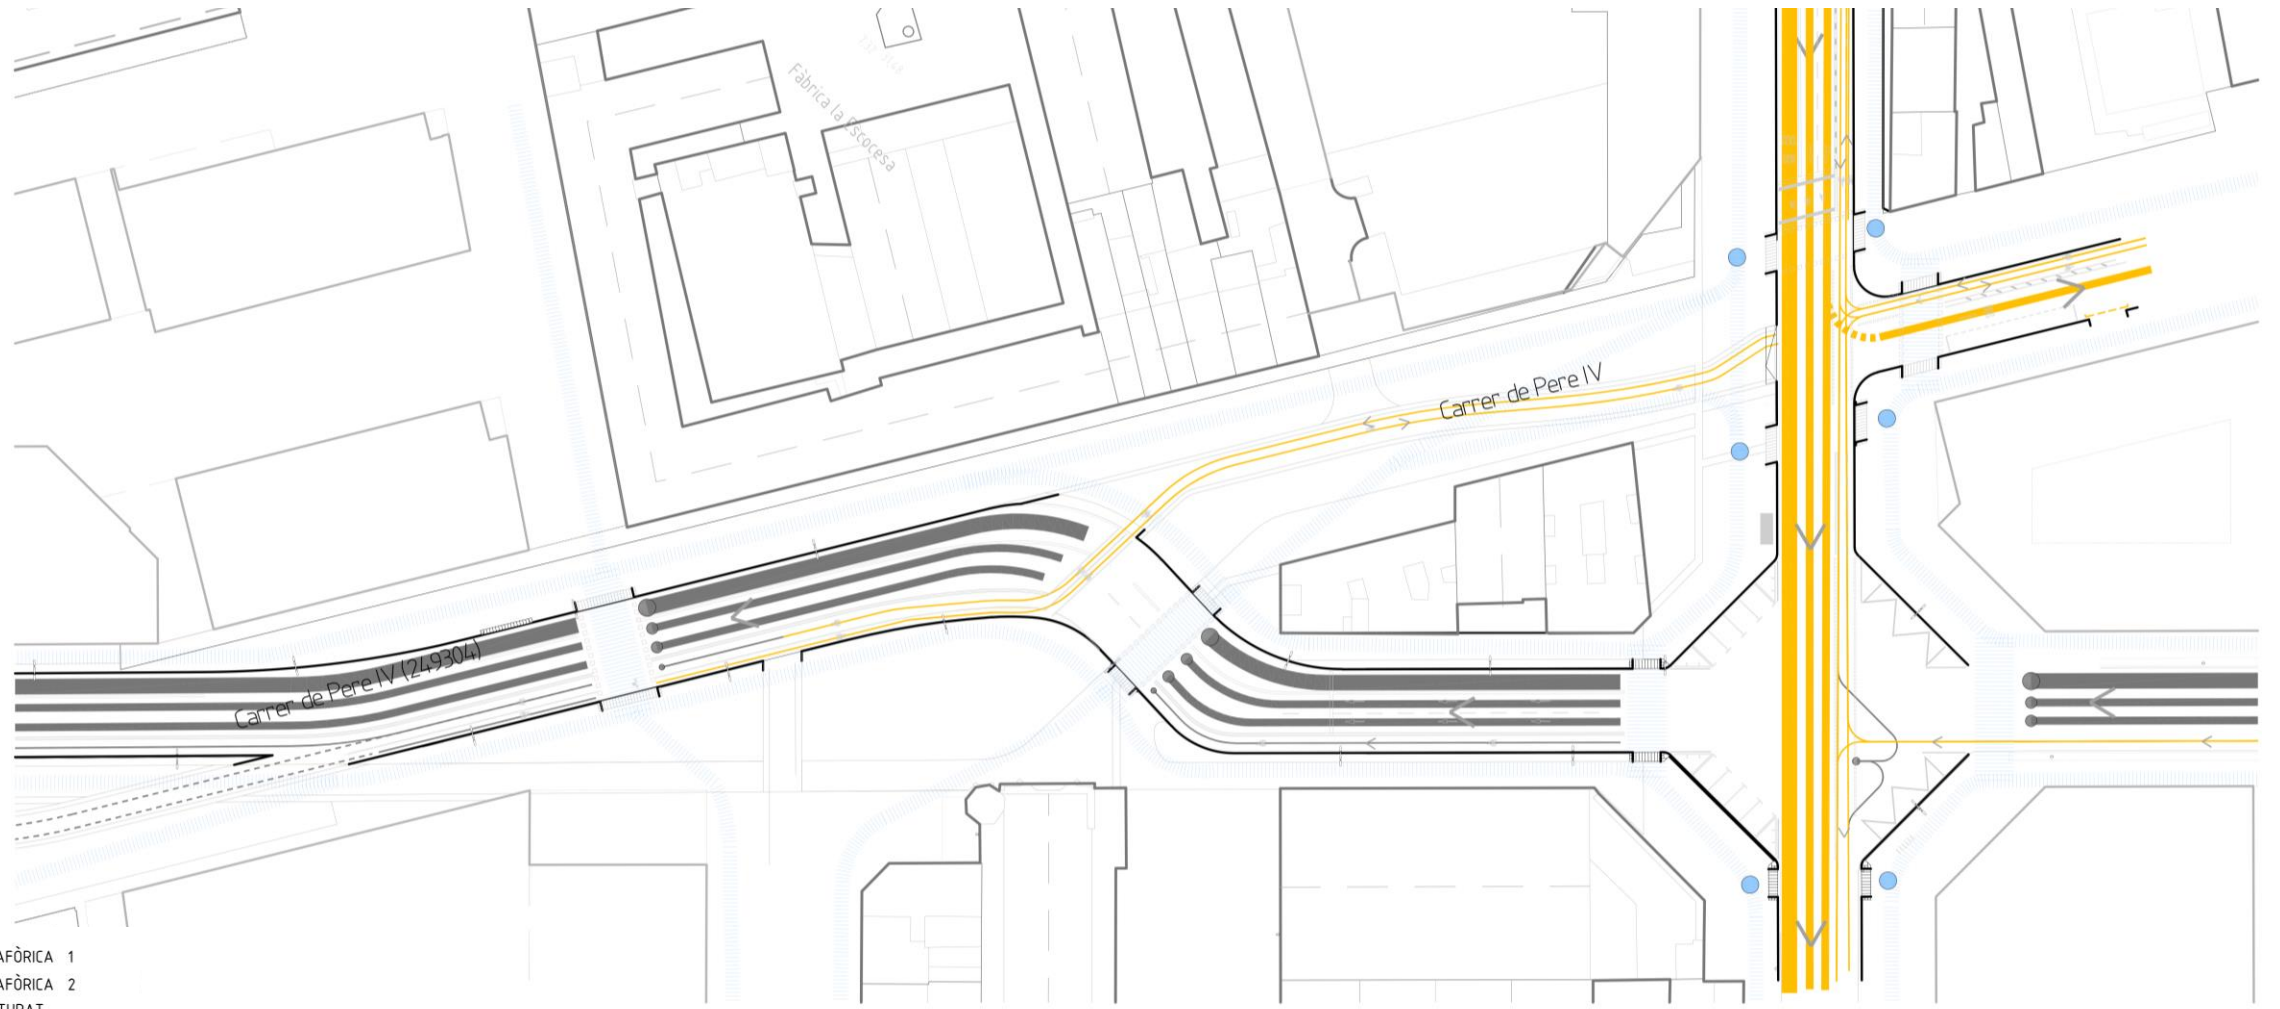 Fàbrica la Escocesa
Carrer de Pere IV
Carrer de Pere IV (249304)
AFÒRICA 1
AFÒRICA 2